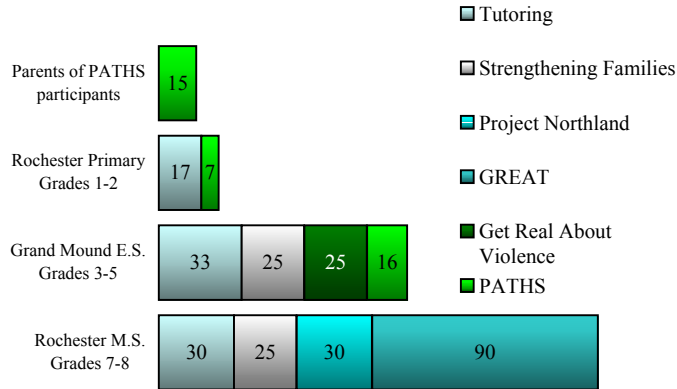 Tutoring
Strengthening Families
Project Northland
GREAT
Get Real About
Violence
PATHS
Parents of PATHS
participants
15
Rochester Primary
Grades 1-2
17 7
Grand Mound E.S.
Grades 3-5
33 25 25 16
Rochester M.S.
Grades 7-8
30 25 30 90